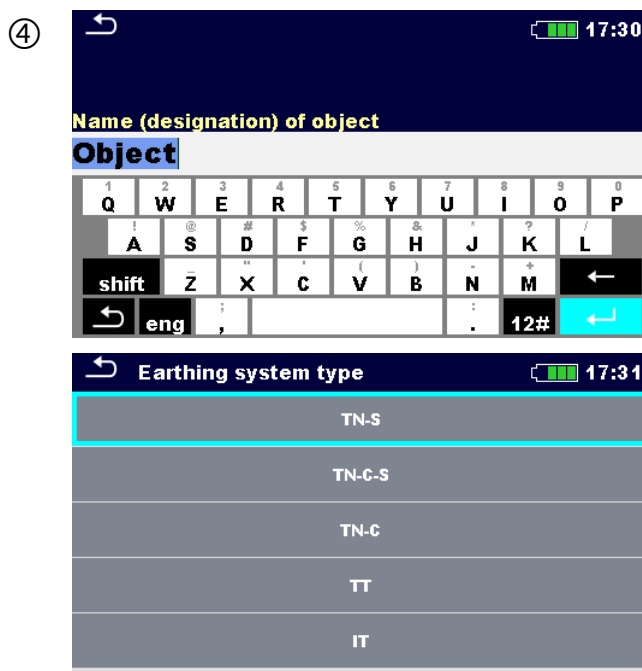 ④
17:30
Name (designation) of object
Object
1 2 3 4 5 6 7 8 9 0
Q W E R T Y U I O P
! @ # $ % & * ? /
A S D F G H J K L
_ " ' ( ) - +
shift Z X C V B N M ←
; :
eng , . 12#
Earthing system type 17:31
TN-S
TN-C-S
TN-C
TT
IT